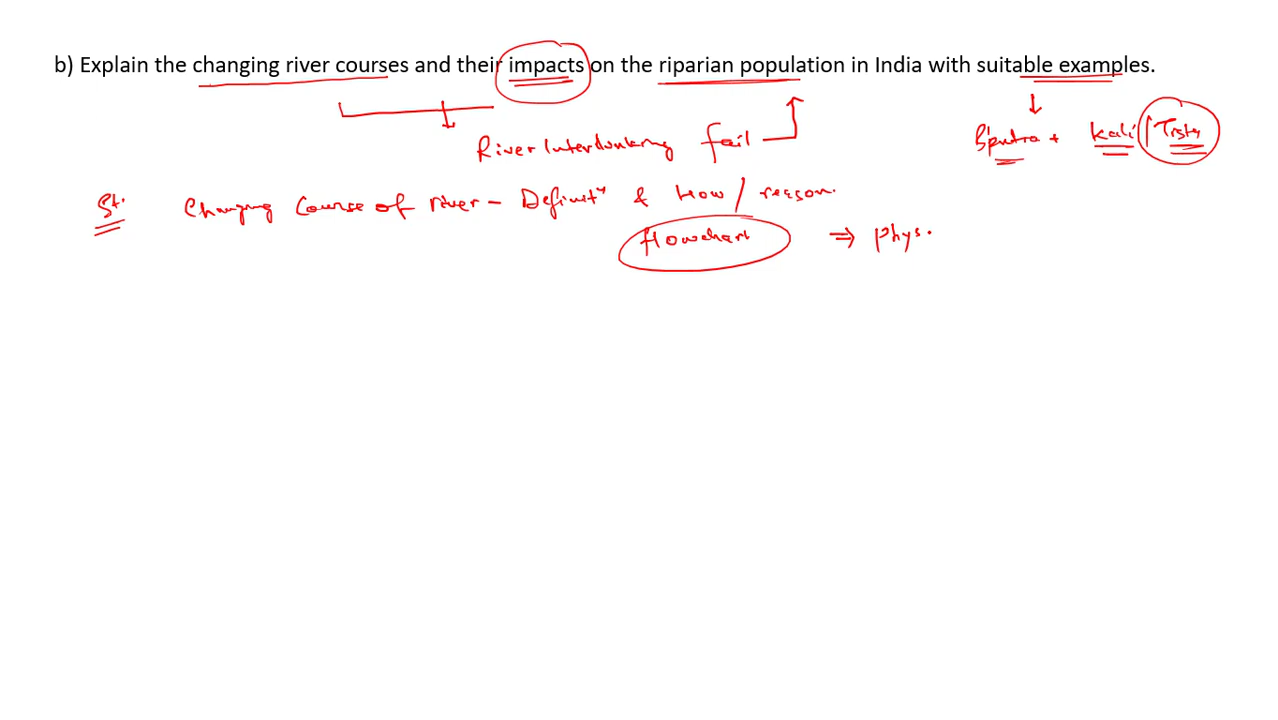 b) Explain the changing river courses and their impacts on the riparian population in India with suitable examples.
B'putra + Kali / Tista
River Interlinking fail
St. Changing Course of river - Definitn & How / reason.
flowchart ⇒ Phys.